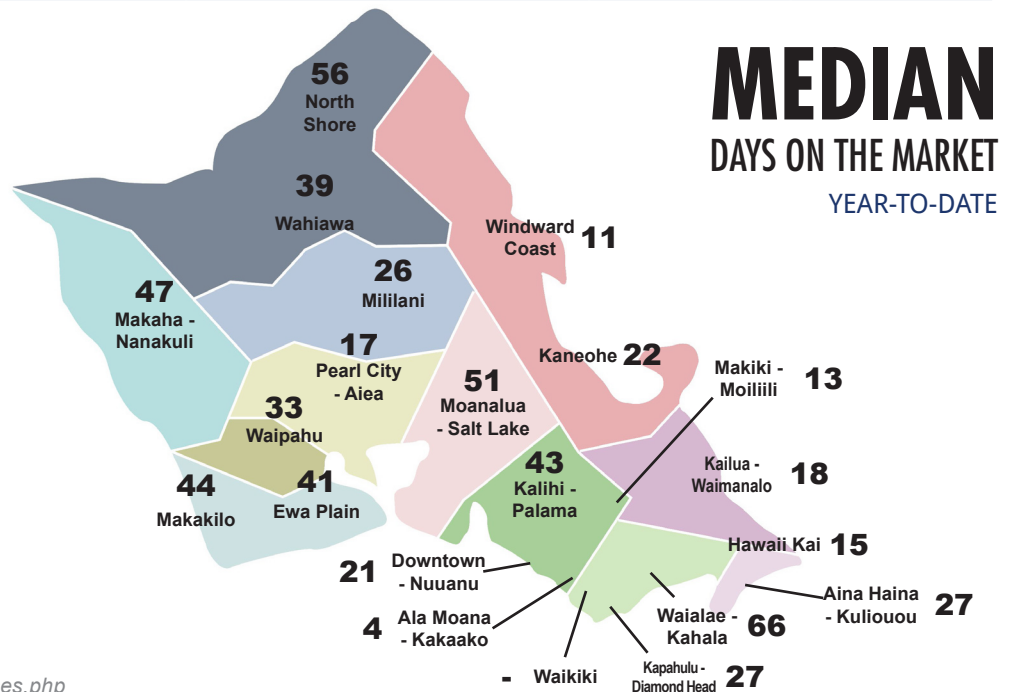 MEDIAN
DAYS ON THE MARKET
YEAR-TO-DATE
56
North
Shore
39
Wahiawa
Windward
Coast 11
26
Mililani
47
Makaha -
Nanakuli
17
Pearl City
- Aiea
Kaneohe 22
51
Moanalua
- Salt Lake
Makiki -
Moiliili 13
33
Waipahu
43
Kalihi -
Palama
Kailua -
Waimanalo 18
44
Makakilo
41
Ewa Plain
Hawaii Kai 15
21 Downtown
- Nuuanu
Aina Haina
- Kuliouou 27
4 Ala Moana
- Kakaako
Waialae -
Kahala 66
- Waikiki
Kapahulu -
Diamond Head 27
es.php